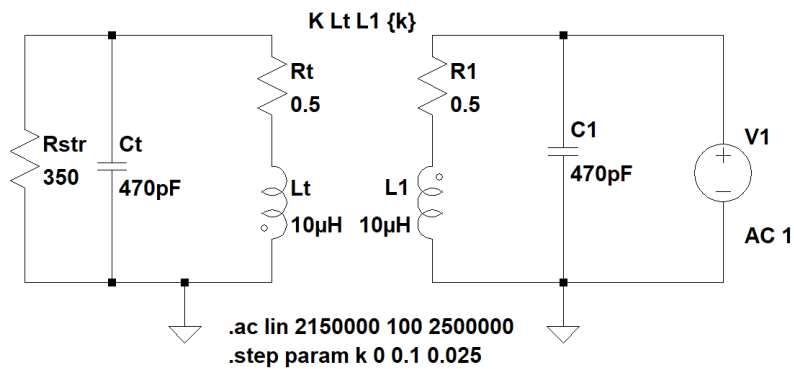 K Lt L1 {k}
Rt
0.5
R1
0.5
Rstr
350
Ct
470pF
Lt
10µH
L1
10µH
C1
470pF
V1
AC 1
.ac lin 2150000 100 2500000
.step param k 0 0.1 0.025